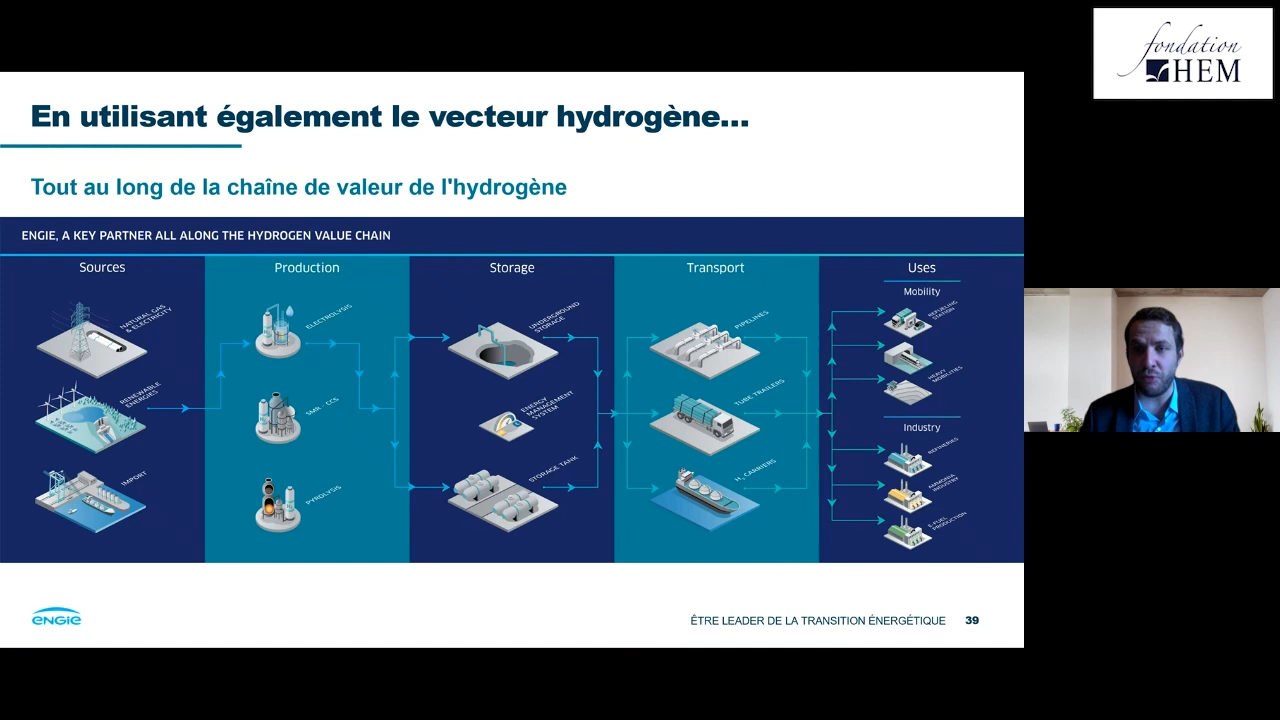 fondation
HEM
En utilisant également le vecteur hydrogène...
Tout au long de la chaîne de valeur de l'hydrogène
ENGIE, A KEY PARTNER ALL ALONG THE HYDROGEN VALUE CHAIN
Sources
NATURAL GAS
& ELECTRICITY
RENEWABLE
ENERGIES
IMPORT
Production
ELECTROLYSIS
SMR - CCS
PYROLYSIS
Storage
UNDERGROUND
STORAGE
ENERGY
MANAGEMENT
SYSTEM
STORAGE TANK
Transport
PIPELINES
TUBE TRAILERS
H₂ CARRIERS
Uses
Mobility
REFUELING
STATION
HEAVY
MOBILITIES
Industry
REFINERIES
AMMONIA
INDUSTRY
E-FUEL
PRODUCTION
ENGIE
ÊTRE LEADER DE LA TRANSITION ÉNERGÉTIQUE 39